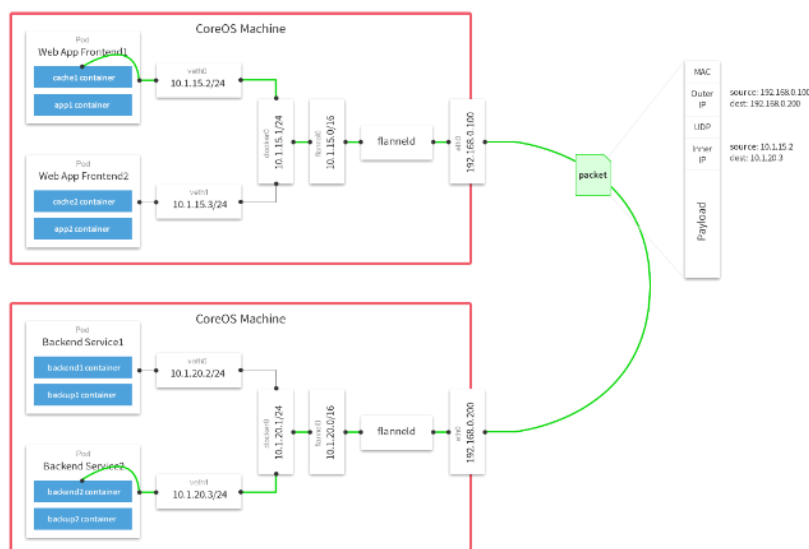 CoreOS Machine
Pod
Web App Frontend1
cache1 container
app1 container
veth0
10.1.15.2/24
Pod
Web App Frontend2
cache2 container
app2 container
veth1
10.1.15.3/24
docker0
10.1.15.1/24
flannel0
10.1.15.0/16
flanneld
eth0
192.168.0.100
packet
MAC
Outer
IP
source: 192.168.0.100
dest: 192.168.0.200
UDP
Inner
IP
source: 10.1.15.2
dest: 10.1.20.3
Payload
CoreOS Machine
Pod
Backend Service1
backend1 container
backup1 container
veth0
10.1.20.2/24
Pod
Backend Service2
backend2 container
backup2 container
veth1
10.1.20.3/24
docker0
10.1.20.1/24
flannel0
10.1.20.0/16
flanneld
eth0
192.168.0.200